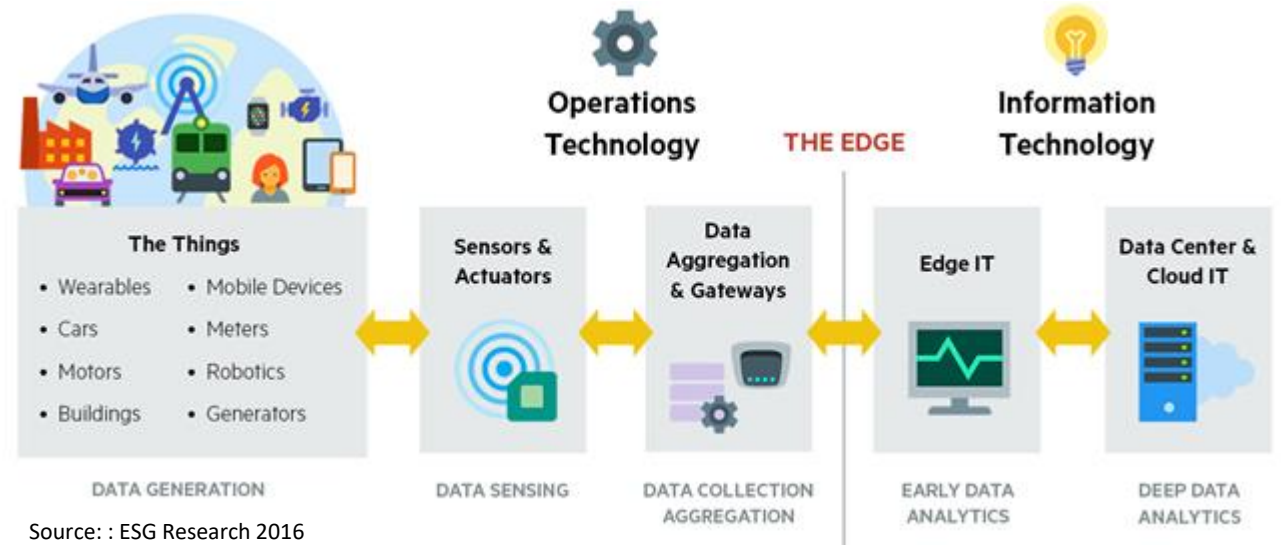 Operations
Technology
THE EDGE
Information
Technology
The Things
• Wearables
• Cars
• Motors
• Buildings
• Mobile Devices
• Meters
• Robotics
• Generators
Sensors &
Actuators
Data
Aggregation
& Gateways
Edge IT
Data Center &
Cloud IT
DATA GENERATION
DATA SENSING
DATA COLLECTION
AGGREGATION
EARLY DATA
ANALYTICS
DEEP DATA
ANALYTICS
Source: : ESG Research 2016